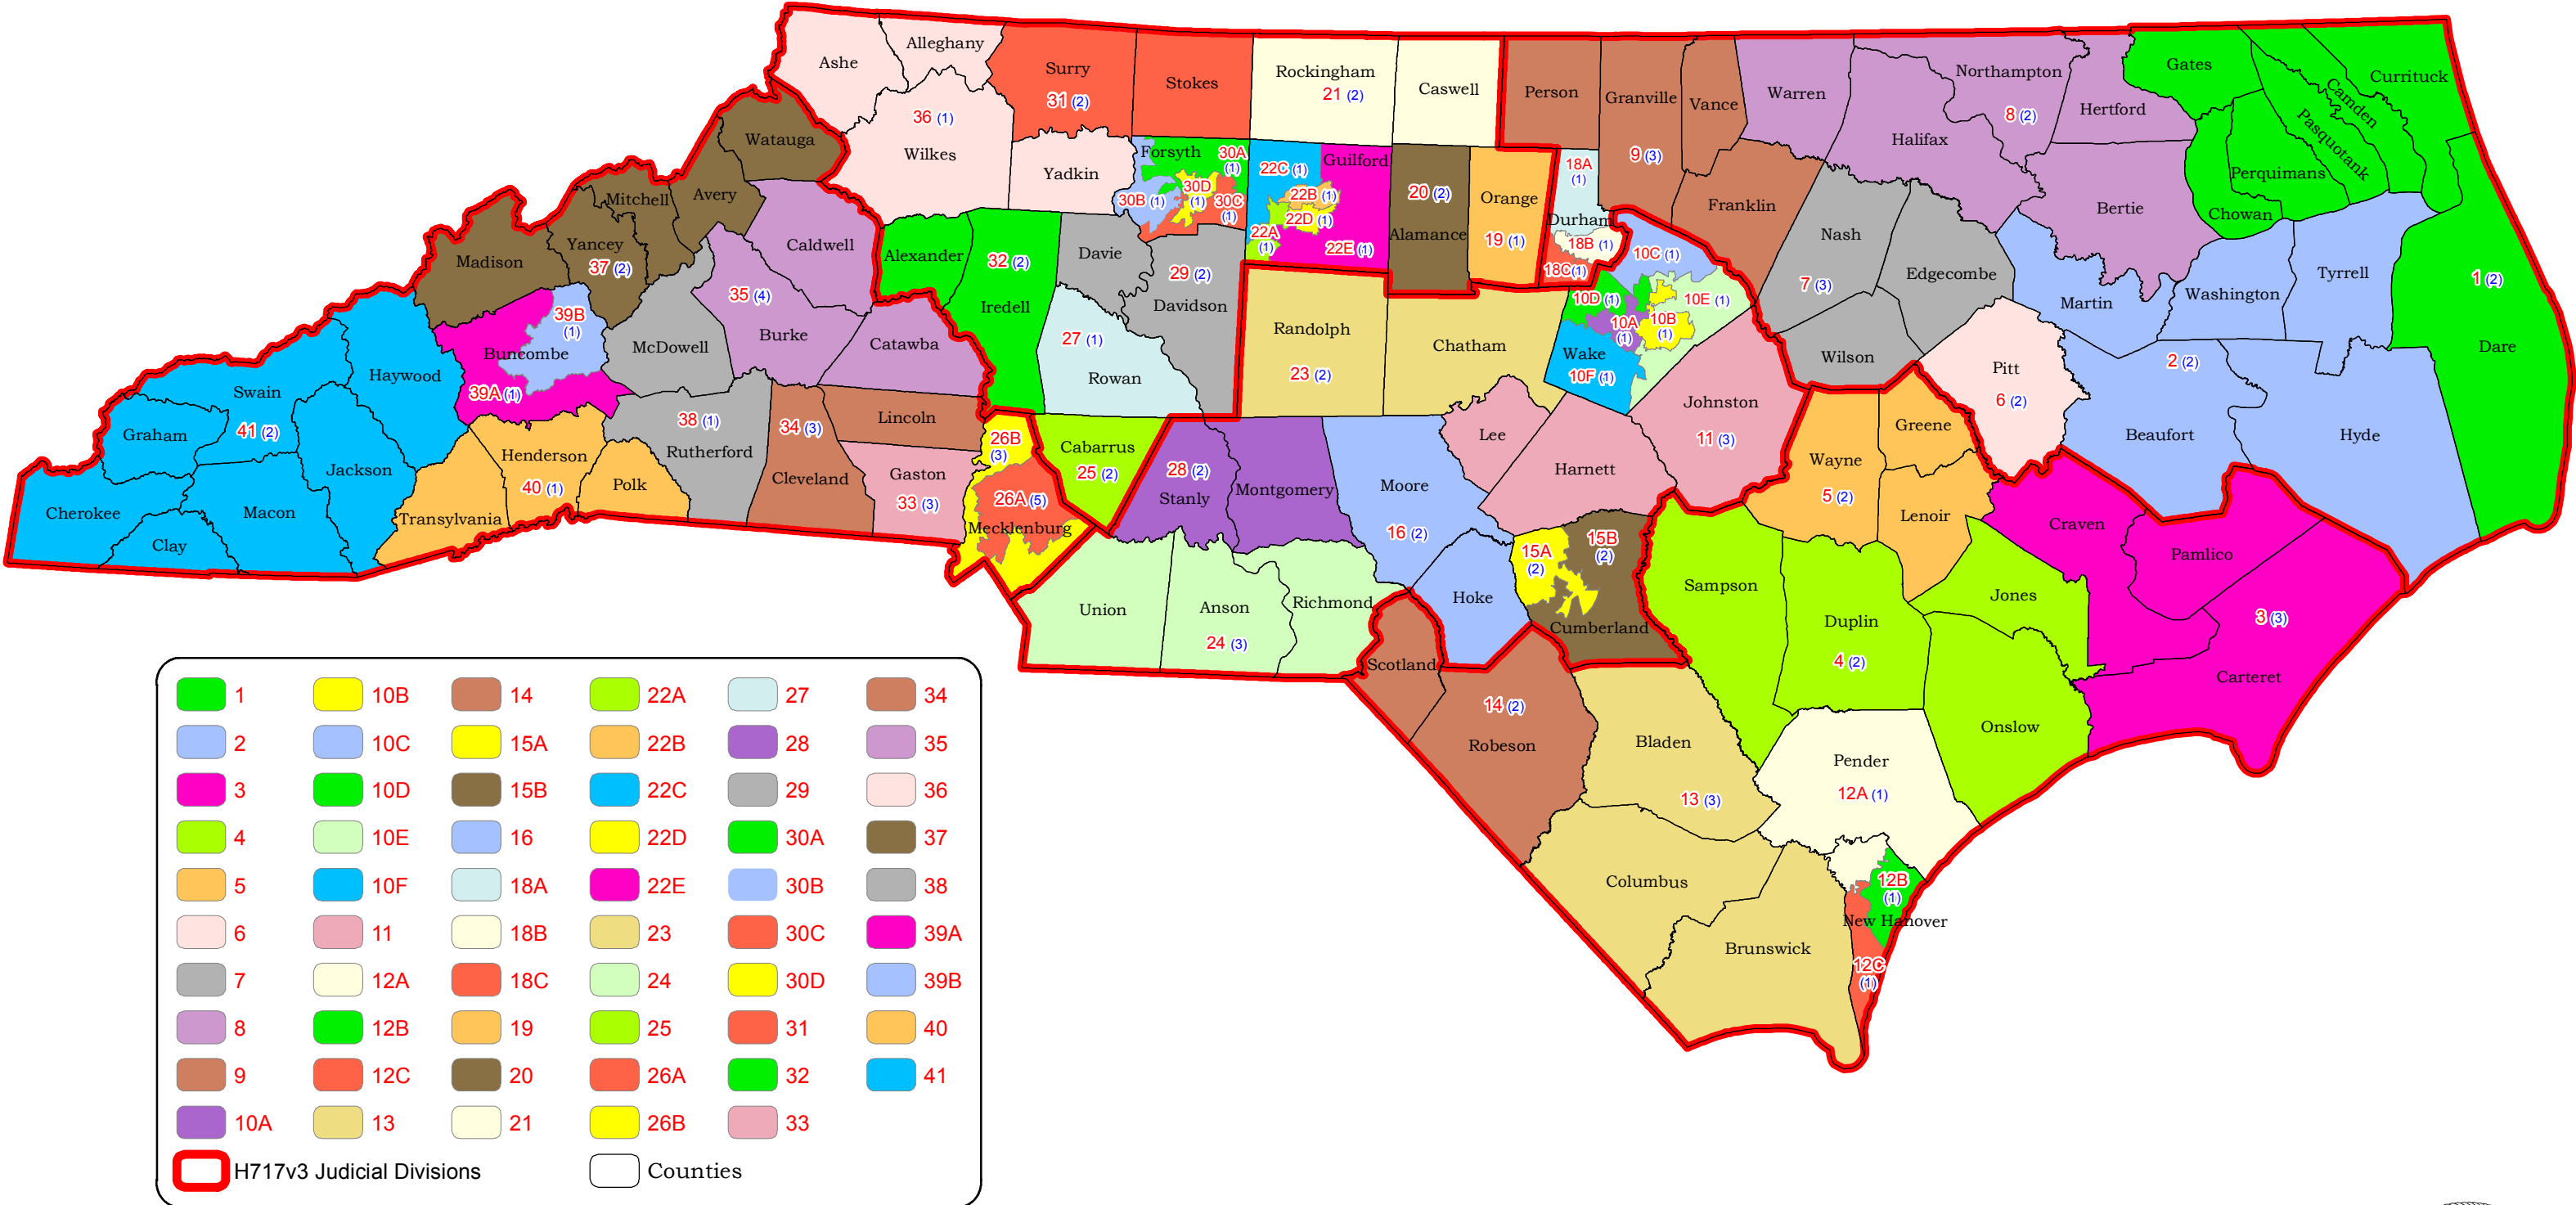 Ashe
Alleghany
Surry
31 (2)
Stokes
Rockingham
21 (2)
Caswell
Person
Granville
Vance
9 (3)
Warren
Northampton
8 (2)
Halifax
Hertford
Gates
Camden
Currituck
Pasquotank
Perquimans
Chowan
Bertie
Watauga
36 (1)
Wilkes
Yadkin
Forsyth
30A
(1)
30B (1)
30D
(1)
30C
(1)
22C (1)
Guilford
22B (1)
22D (1)
22A
(1)
22E (1)
20 (2)
Alamance
Orange
19 (1)
18A
(1)
Durham
18B (1)
18C(1)
Franklin
Nash
7 (3)
Edgecombe
Wilson
Martin
Washington
Tyrrell
1 (2)
Dare
Mitchell
Avery
Yancey
37 (2)
Madison
Caldwell
Alexander
32 (2)
Iredell
Davie
29 (2)
Davidson
35 (4)
Burke
McDowell
Catawba
39B
(1)
Buncombe
39A (1)
Haywood
Swain
41 (2)
Graham
Jackson
Cherokee
Macon
Clay
Transylvania
Henderson
40 (1)
Polk
38 (1)
Rutherford
34 (3)
Cleveland
Lincoln
Gaston
33 (3)
27 (1)
Rowan
26B
(3)
26A (5)
Mecklenburg
Cabarrus
25 (2)
28 (2)
Stanly
Montgomery
Randolph
23 (2)
Chatham
10C (1)
10D (1)
10E (1)
10A
(1)
10B
(1)
Wake
10F (1)
Johnston
11 (3)
Lee
Harnett
Moore
16 (2)
Hoke
15A
(2)
15B
(2)
Cumberland
Pitt
6 (2)
2 (2)
Beaufort
Hyde
Greene
Wayne
5 (2)
Lenoir
Craven
Pamlico
3 (3)
Carteret
Jones
Sampson
Duplin
4 (2)
Onslow
Union
Anson
24 (3)
Richmond
Scotland
14 (2)
Robeson
Bladen
13 (3)
Columbus
Brunswick
Pender
12A (1)
12B
(1)
New Hanover
12C
(1)
1 10B 14 22A 27 34
2 10C 15A 22B 28 35
3 10D 15B 22C 29 36
4 10E 16 22D 30A 37
5 10F 18A 22E 30B 38
6 11 18B 23 30C 39A
7 12A 18C 24 30D 39B
8 12B 19 25 31 40
9 12C 20 26A 32 41
10A 13 21 26B 33
H717v3 Judicial Divisions Counties